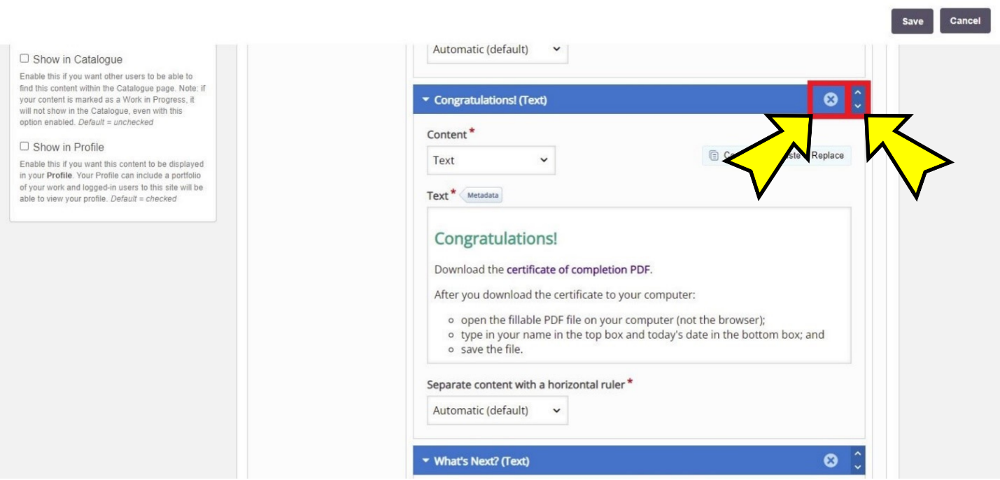 Save Cancel
Show in Catalogue
Enable this if you want other users to be able to
find this content within the Catalogue page. Note: if
your content is marked as a Work in Progress, it
will not show in the Catalogue, even with this
option enabled. Default = unchecked
Show in Profile
Enable this if you want this content to be displayed
in your Profile. Your Profile can include a portfolio
of your work and logged-in users to this site will be
able to view your profile. Default = checked
Automatic (default)
Congratulations! (Text)
Content *
Text
Replace
Text * Metadata
Congratulations!
Download the certificate of completion PDF.
After you download the certificate to your computer:
open the fillable PDF file on your computer (not the browser);
type in your name in the top box and today's date in the bottom box; and
save the file.
Separate content with a horizontal ruler *
Automatic (default)
What's Next? (Text)